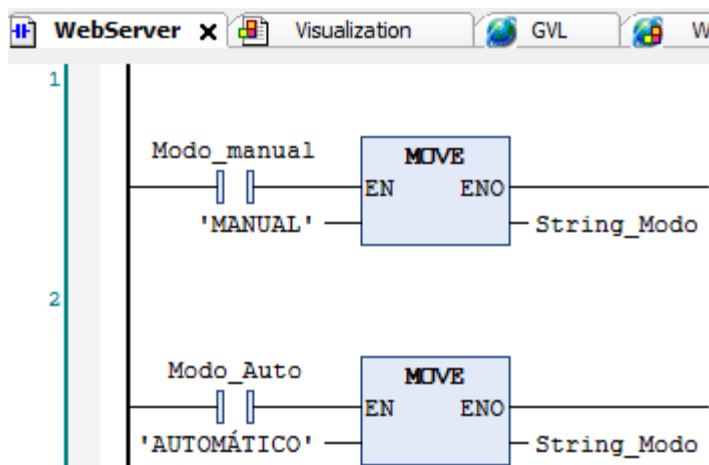 WebServer x Visualization GVL W
1
Modo_manual MOVE
EN ENO
'MANUAL' String_Modo
2
Modo_Auto MOVE
EN ENO
'AUTOMÁTICO' String_Modo